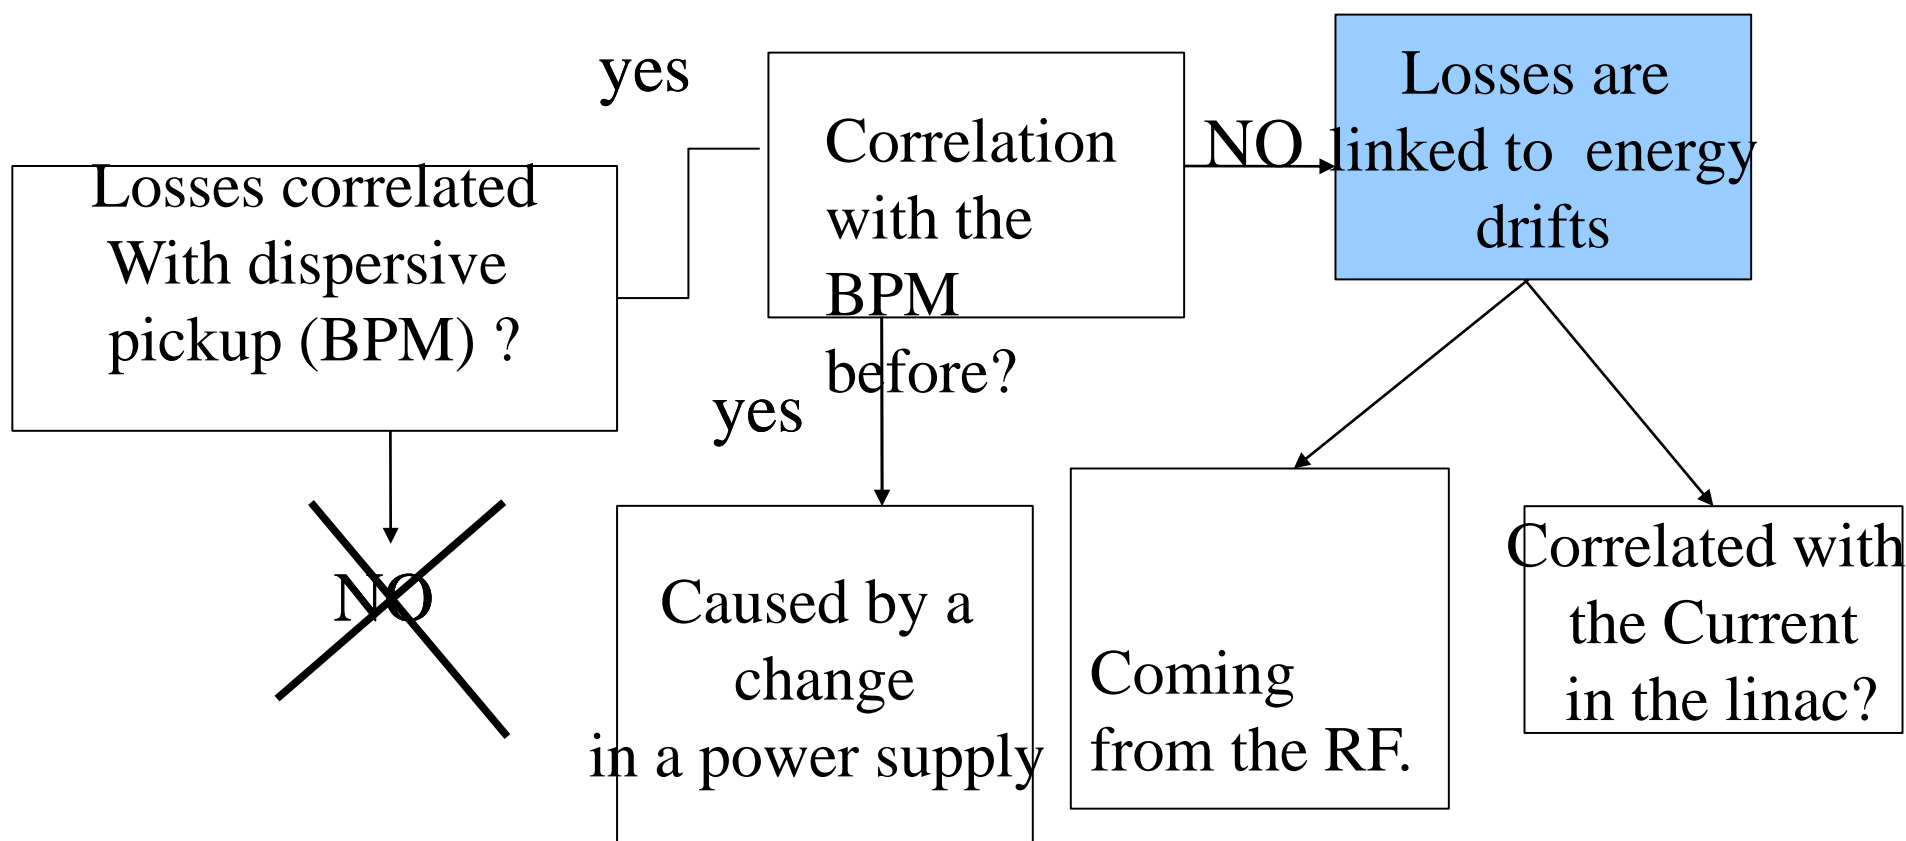 Losses correlated
With dispersive
pickup (BPM) ?
yes
Correlation
with the
BPM
before?
NO
Losses are
linked to energy
drifts
NO
yes
Caused by a
change
in a power supply
Coming
from the RF.
Correlated with
the Current
in the linac?